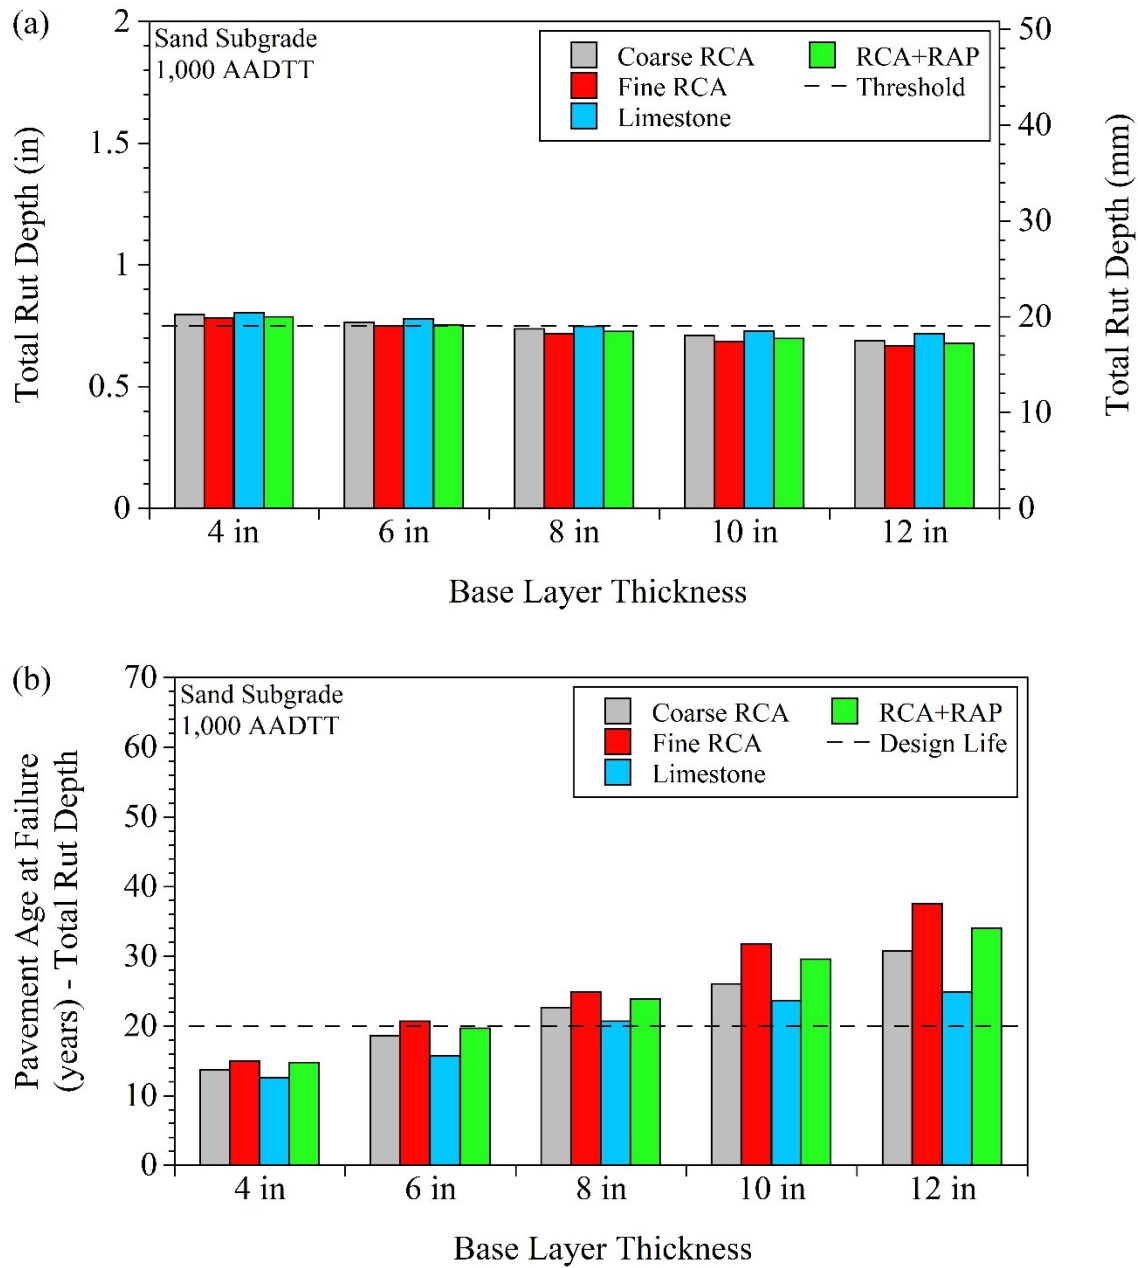 (a)
Sand Subgrade
1,000 AADTT
Coarse RCA
Fine RCA
Limestone
RCA+RAP
Threshold
Total Rut Depth (in)
2
1.5
1
0.5
0
Total Rut Depth (mm)
50
40
30
20
10
0
4 in
6 in
8 in
10 in
12 in
Base Layer Thickness
(b)
Sand Subgrade
1,000 AADTT
Coarse RCA
Fine RCA
Limestone
RCA+RAP
Design Life
Pavement Age at Failure
(years) - Total Rut Depth
70
60
50
40
30
20
10
0
4 in
6 in
8 in
10 in
12 in
Base Layer Thickness